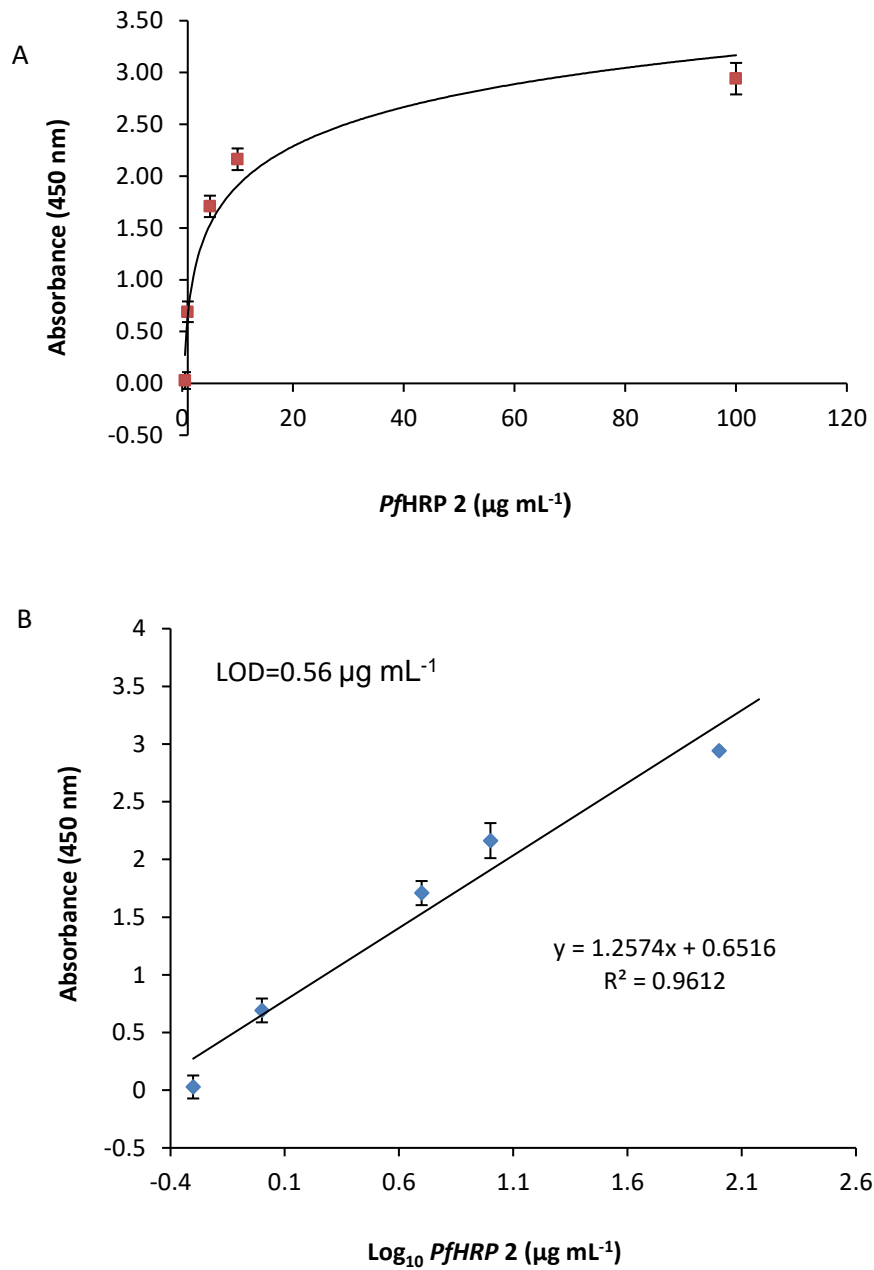 A
3.50
3.00
2.50
2.00
1.50
1.00
0.50
0.00
-0.50
Absorbance (450 nm)
0 20 40 60 80 100 120
PfHRP 2 (µg mL⁻¹)
B
LOD=0.56 µg mL⁻¹
4
3.5
3
2.5
2
1.5
1
0.5
0
-0.5
Absorbance (450 nm)
y = 1.2574x + 0.6516
R² = 0.9612
-0.4 0.1 0.6 1.1 1.6 2.1 2.6
Log₁₀ PfHRP 2 (µg mL⁻¹)